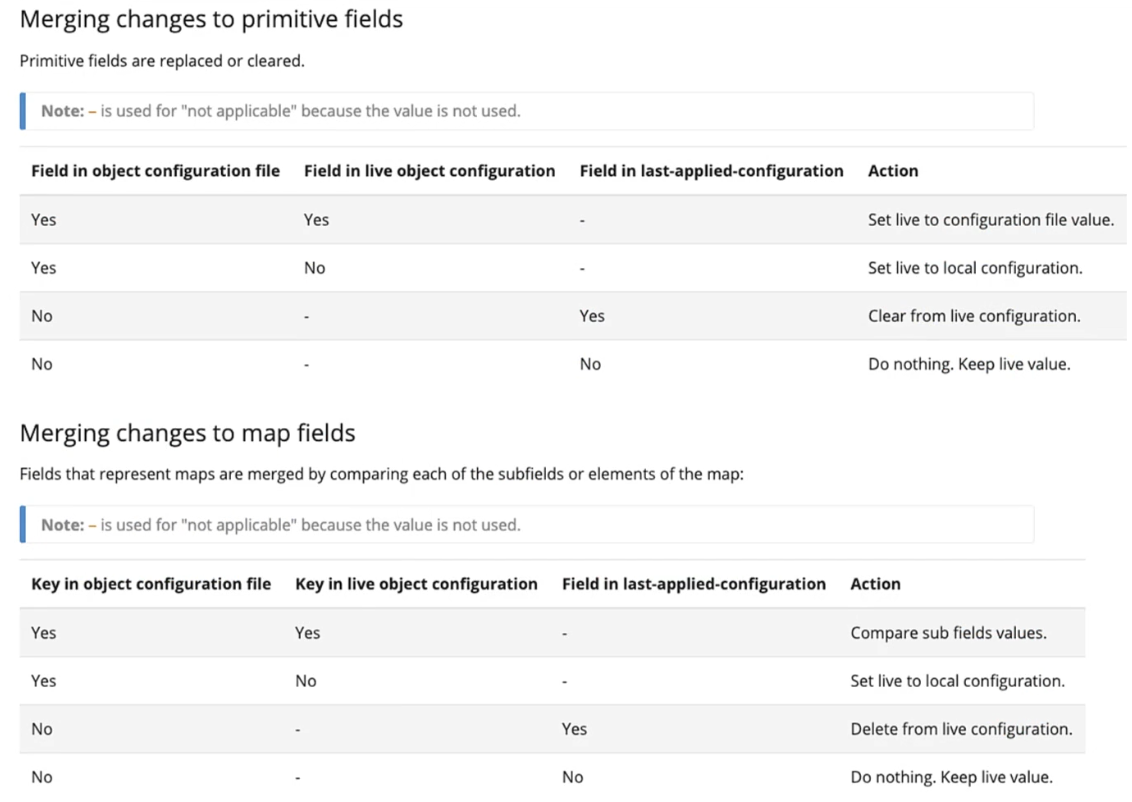 Merging changes to primitive fields
Primitive fields are replaced or cleared.
Note: – is used for "not applicable" because the value is not used.
Field in object configuration file Field in live object configuration Field in last-applied-configuration Action
Yes Yes - Set live to configuration file value.
Yes No - Set live to local configuration.
No - Yes Clear from live configuration.
No - No Do nothing. Keep live value.
Merging changes to map fields
Fields that represent maps are merged by comparing each of the subfields or elements of the map:
Note: – is used for "not applicable" because the value is not used.
Key in object configuration file Key in live object configuration Field in last-applied-configuration Action
Yes Yes - Compare sub fields values.
Yes No - Set live to local configuration.
No - Yes Delete from live configuration.
No - No Do nothing. Keep live value.